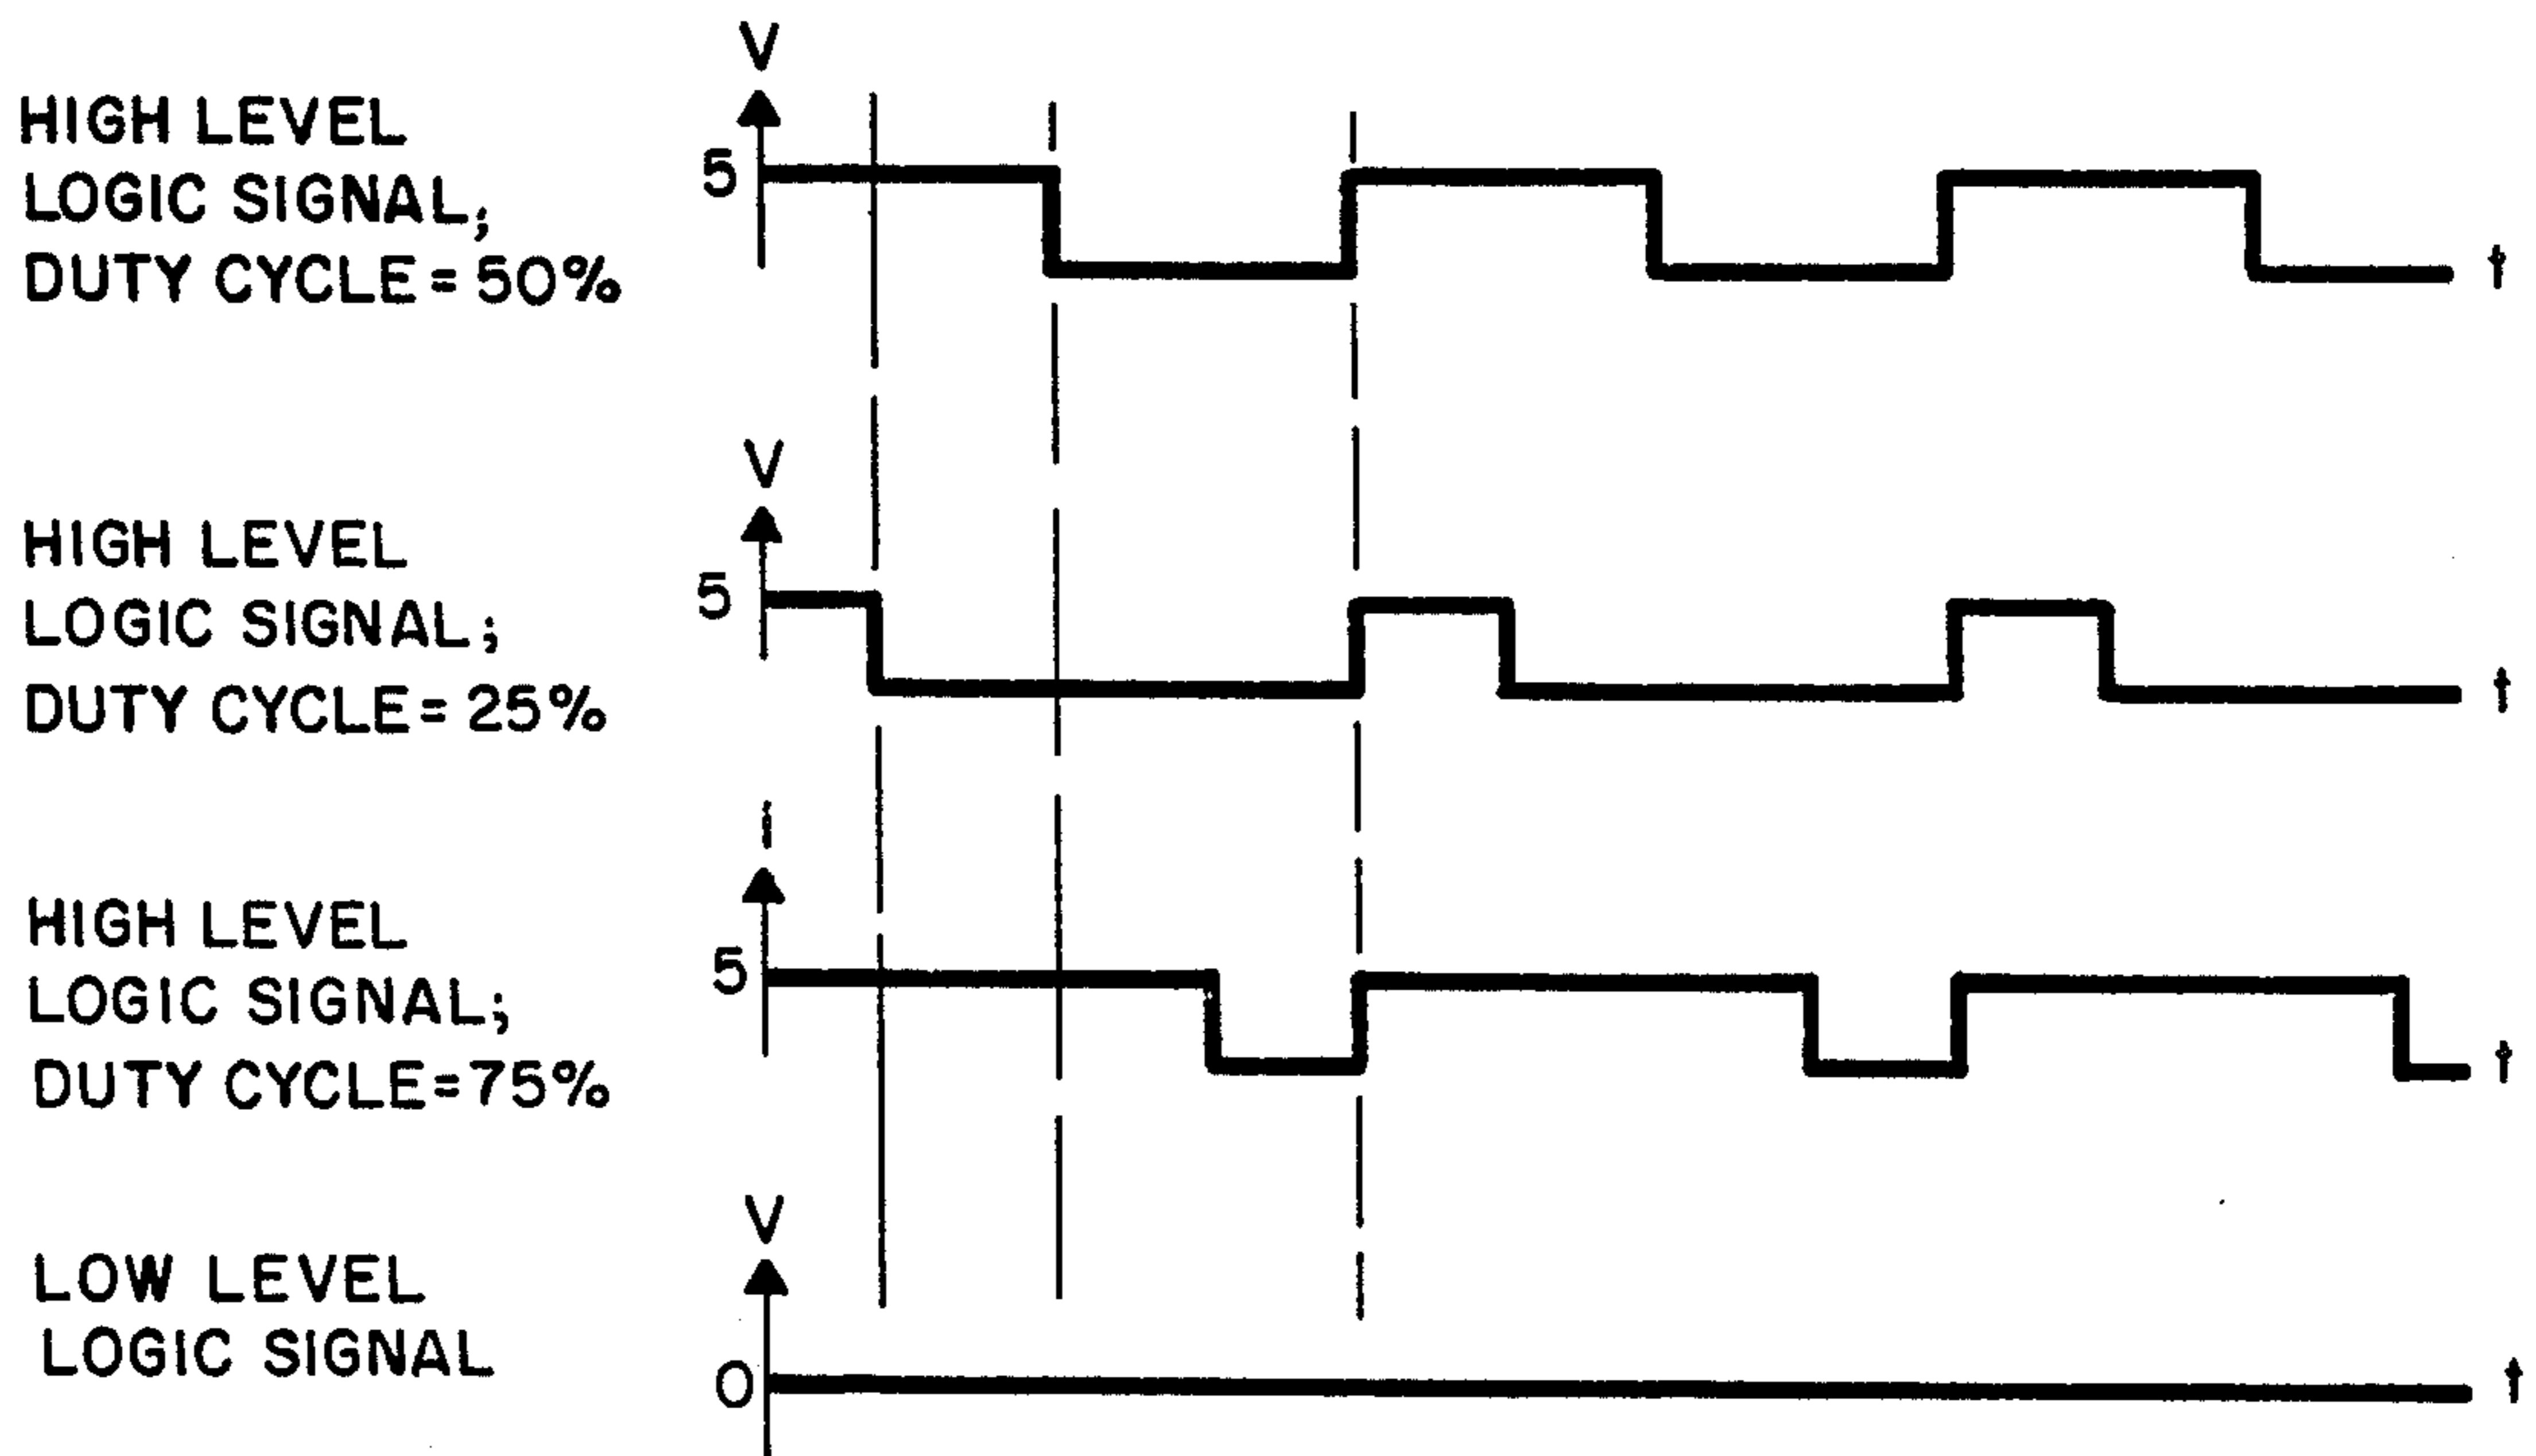 V
HIGH LEVEL
LOGIC SIGNAL;
DUTY CYCLE = 50%
5
t
V
HIGH LEVEL
LOGIC SIGNAL;
DUTY CYCLE = 25%
5
t
HIGH LEVEL
LOGIC SIGNAL;
DUTY CYCLE=75%
5
t
V
LOW LEVEL
LOGIC SIGNAL
0
t